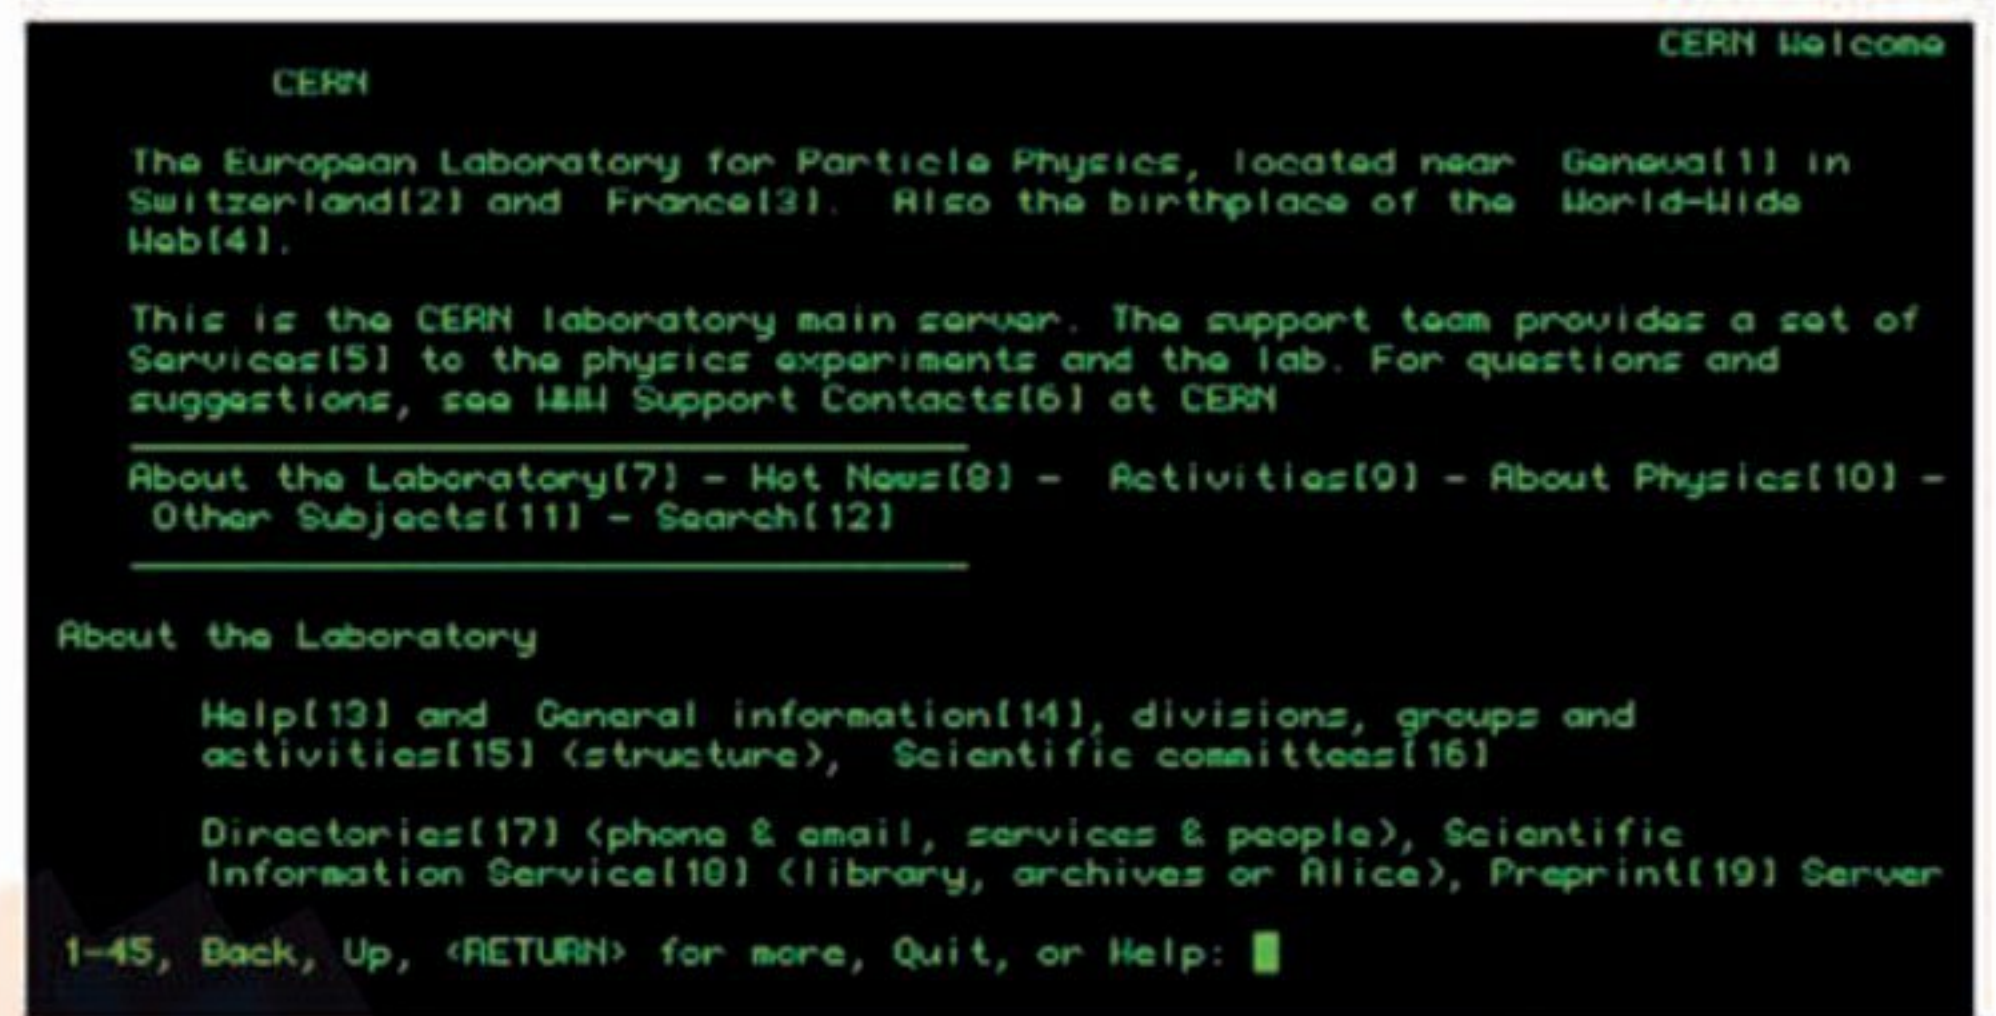 CERN Welcome
CERN
The European Laboratory for Particle Physics, located near Geneva[1] in
Switzerland[2] and France[3]. Also the birthplace of the World-Wide
Web[4].
This is the CERN laboratory main server. The support team provides a set of
Services[5] to the physics experiments and the lab. For questions and
suggestions, see WWW Support Contacts[6] at CERN
About the Laboratory[7] - Hot News[8] - Activities[9] - About Physics[10] -
Other Subjects[11] - Search[12]
About the Laboratory
Help[13] and General information[14], divisions, groups and
activities[15] (structure), Scientific committees[16]
Directories[17] (phone & email, services & people), Scientific
Information Service[18] (library, archives or Alice), Preprint[19] Server
1-45, Back, Up, <RETURN> for more, Quit, or Help: